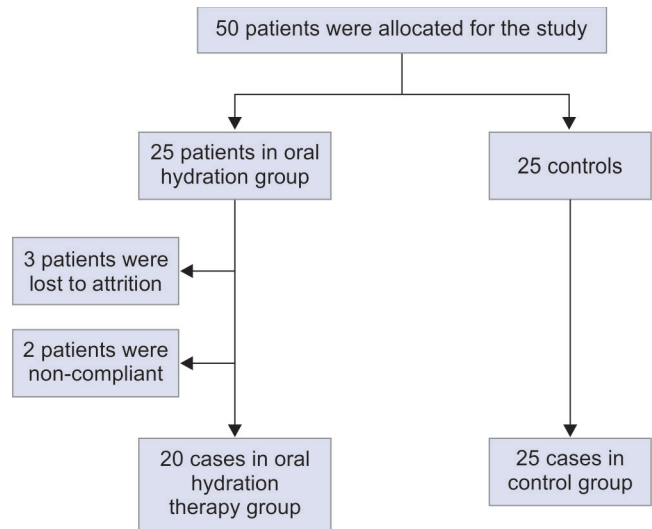 50 patients were allocated for the study
25 patients in oral
hydration group
25 controls
3 patients were
lost to attrition
2 patients were
non-compliant
20 cases in oral
hydration
therapy group
25 cases in
control group